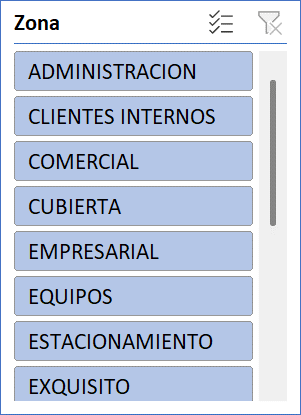 Zona
ADMINISTRACION
CLIENTES INTERNOS
COMERCIAL
CUBIERTA
EMPRESARIAL
EQUIPOS
ESTACIONAMIENTO
EXQUISITO